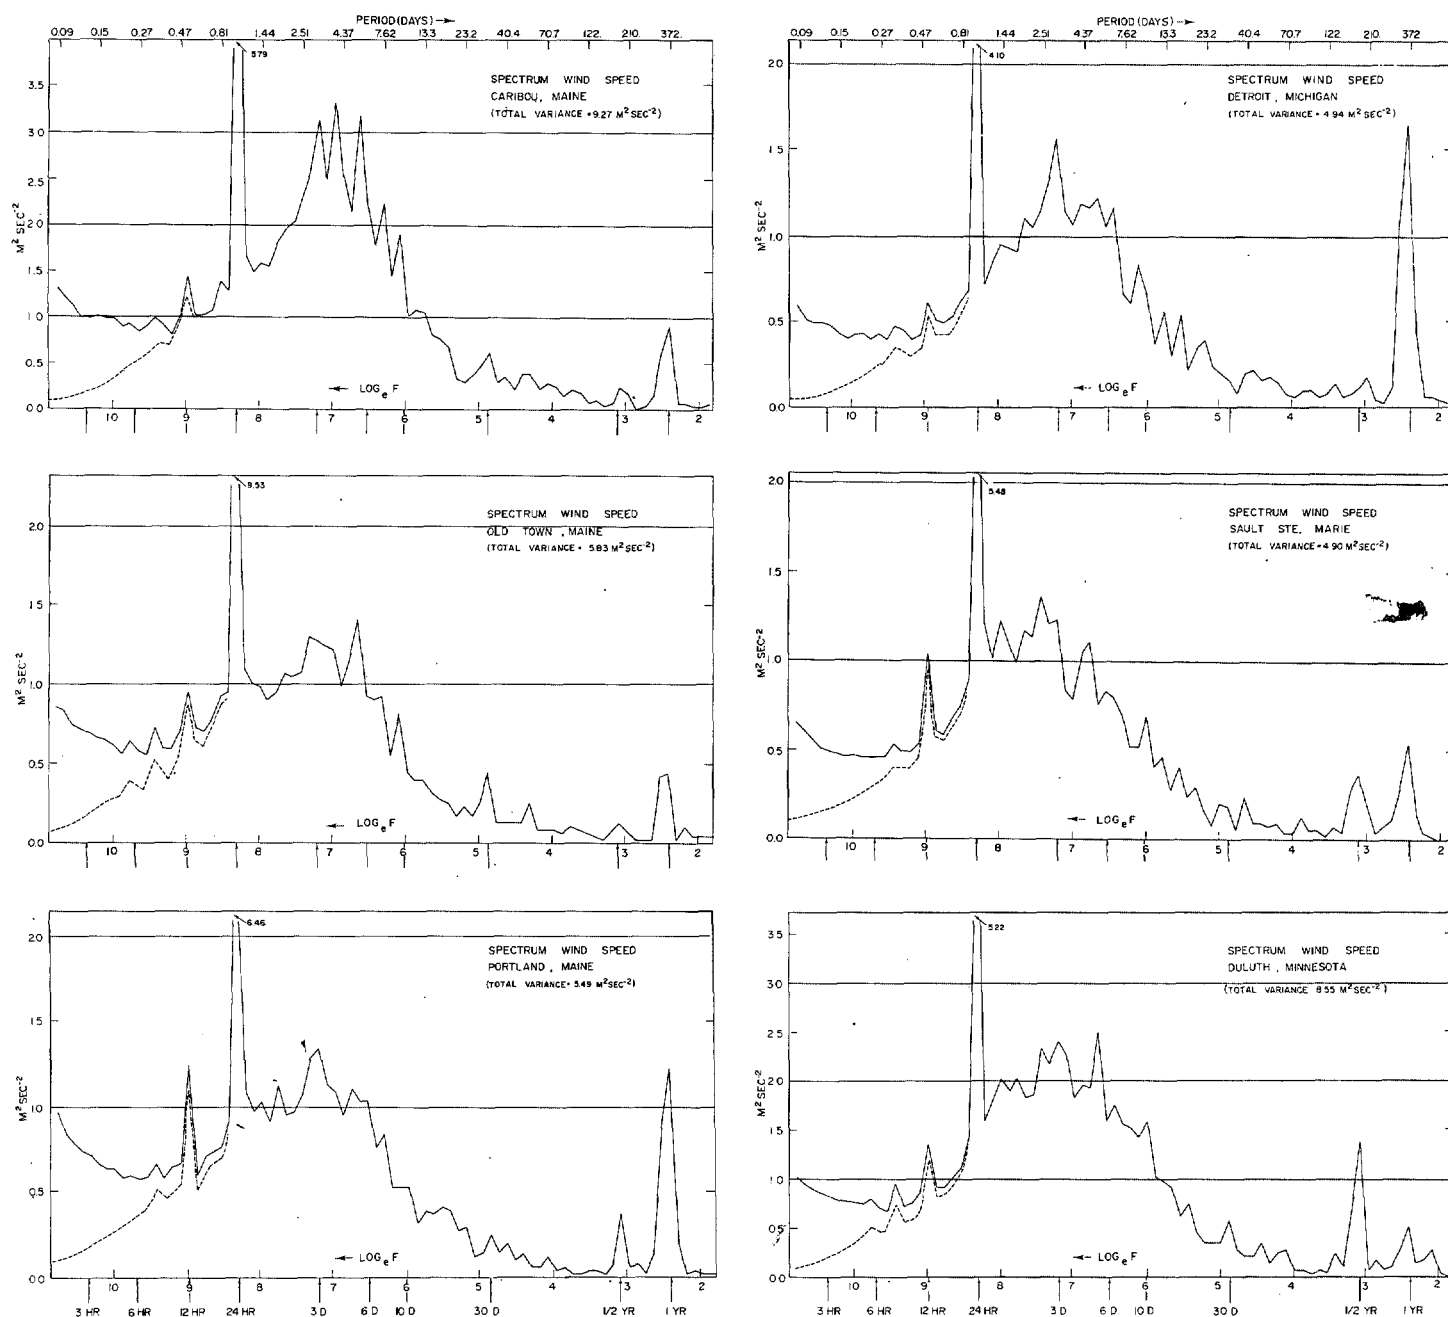 PERIOD(DAYS) →
0.09 0.15 0.27 0.47 0.81 1.44 2.51 4.37 7.62 13.3 23.2 40.4 70.7 122. 210. 372.
579
SPECTRUM WIND SPEED
CARIBOU, MAINE
(TOTAL VARIANCE = 9.27 M² SEC⁻²)
3.5
3.0
2.5
2.0
1.5
1.0
0.5
0.0
M² SEC⁻²
← LOGₑF
10 9 8 7 6 5 4 3 2
PERIOD(DAYS) →
0.09 0.15 0.27 0.47 0.81 1.44 2.51 4.37 7.62 13.3 23.2 40.4 70.7 122 210. 372
4.10
SPECTRUM WIND SPEED
DETROIT, MICHIGAN
(TOTAL VARIANCE = 4.94 M² SEC⁻²)
2.0
1.5
1.0
0.5
0.0
M² SEC⁻²
← LOGₑF
10 9 8 7 6 5 4 3 2
9.53
SPECTRUM WIND SPEED
OLD TOWN, MAINE
(TOTAL VARIANCE = 5.83 M² SEC⁻²)
2.0
1.5
1.0
0.5
0.0
M² SEC⁻²
← LOGₑF
10 9 8 7 6 5 4 3 2
5.48
SPECTRUM WIND SPEED
SAULT STE. MARIE
(TOTAL VARIANCE = 4.90 M² SEC⁻²)
2.0
1.5
1.0
0.5
0.0
M² SEC⁻²
← LOGₑF
10 9 8 7 6 5 4 3 2
6.46
SPECTRUM WIND SPEED
PORTLAND, MAINE
(TOTAL VARIANCE = 5.49 M² SEC⁻²)
2.0
1.5
1.0
0.5
0.0
M² SEC⁻²
← LOGₑF
10 9 8 7 6 5 4 3 2
3 HR 6 HR 12 HR 24 HR 3 D 6 D 10 D 30 D 1/2 YR 1 YR
522
SPECTRUM WIND SPEED
DULUTH, MINNESOTA
(TOTAL VARIANCE 8.55 M² SEC⁻²)
3.5
3.0
2.5
2.0
1.5
1.0
0.5
0.0
M² SEC⁻²
← LOGₑF
10 9 8 7 6 5 4 3 2
3 HR 6 HR 12 HR 24 HR 3 D 6 D 10 D 30 D 1/2 YR 1 YR